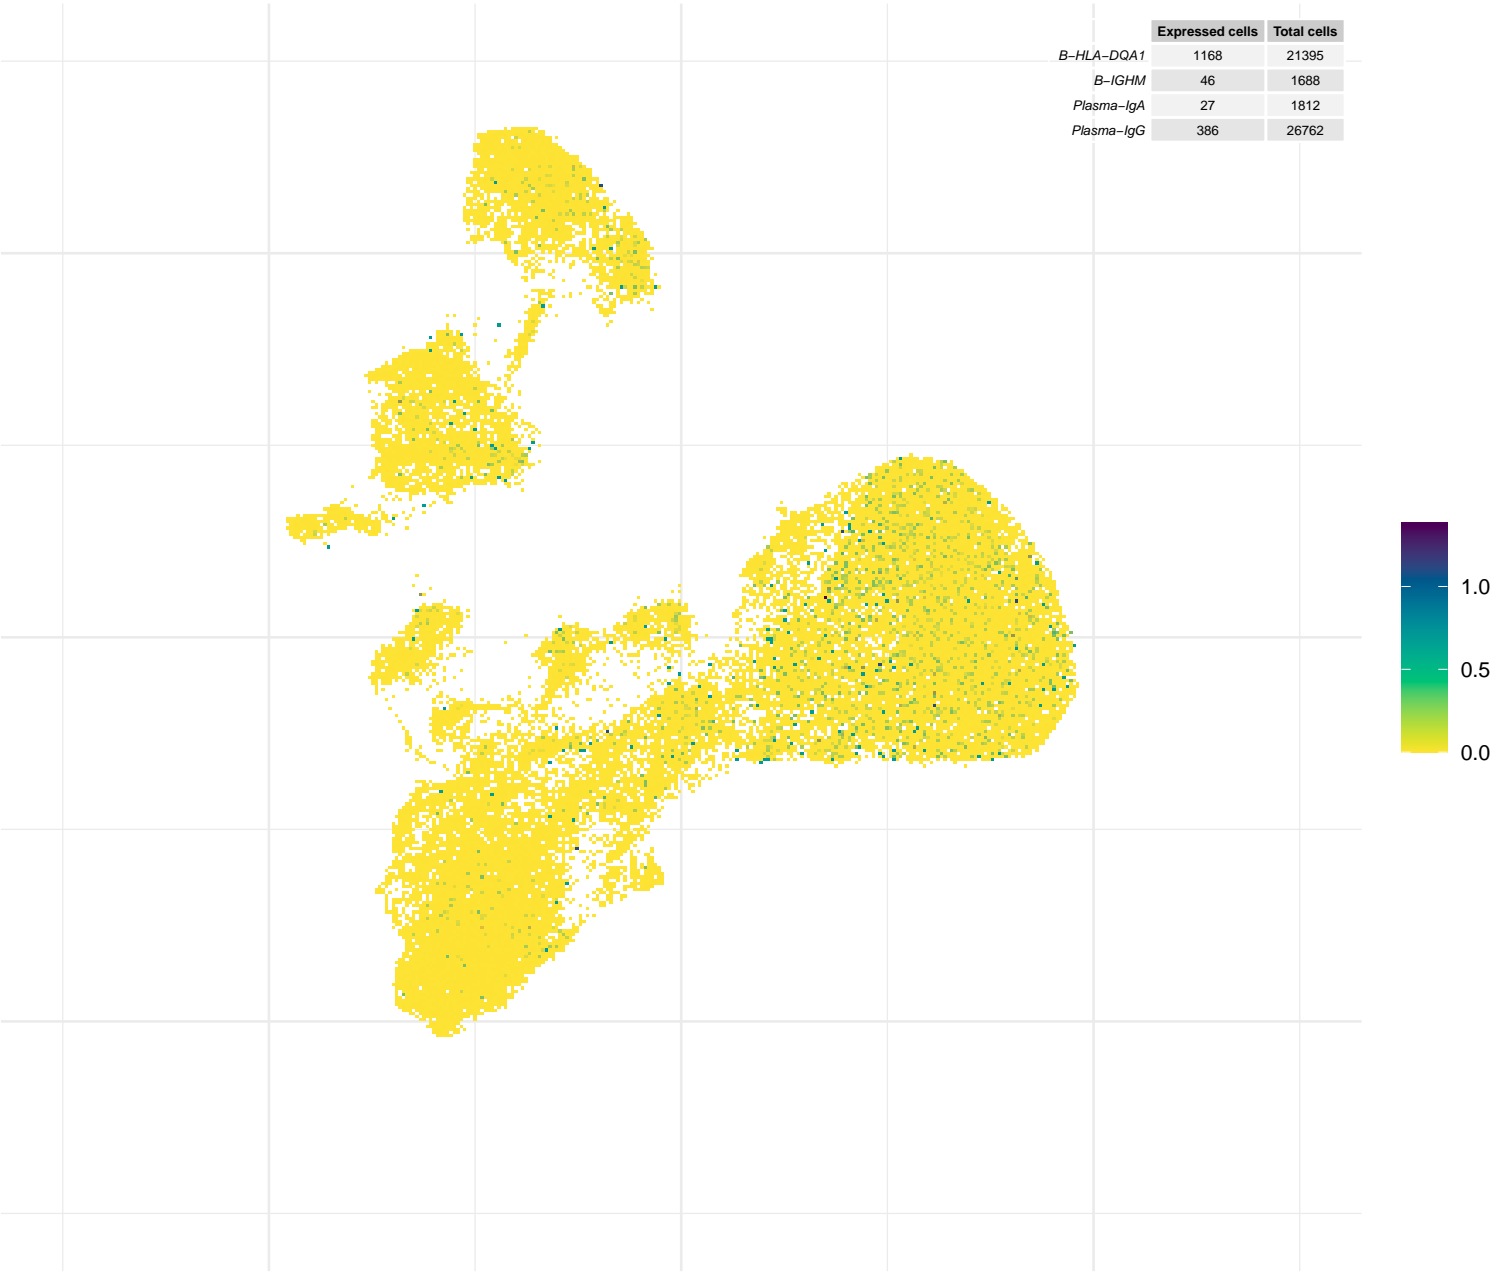 Expressed cells Total cells
B−HLA−DQA1 1168 21395
B−IGHM 46 1688
Plasma−IgA 27 1812
Plasma−IgG 386 26762
1.0
0.5
0.0